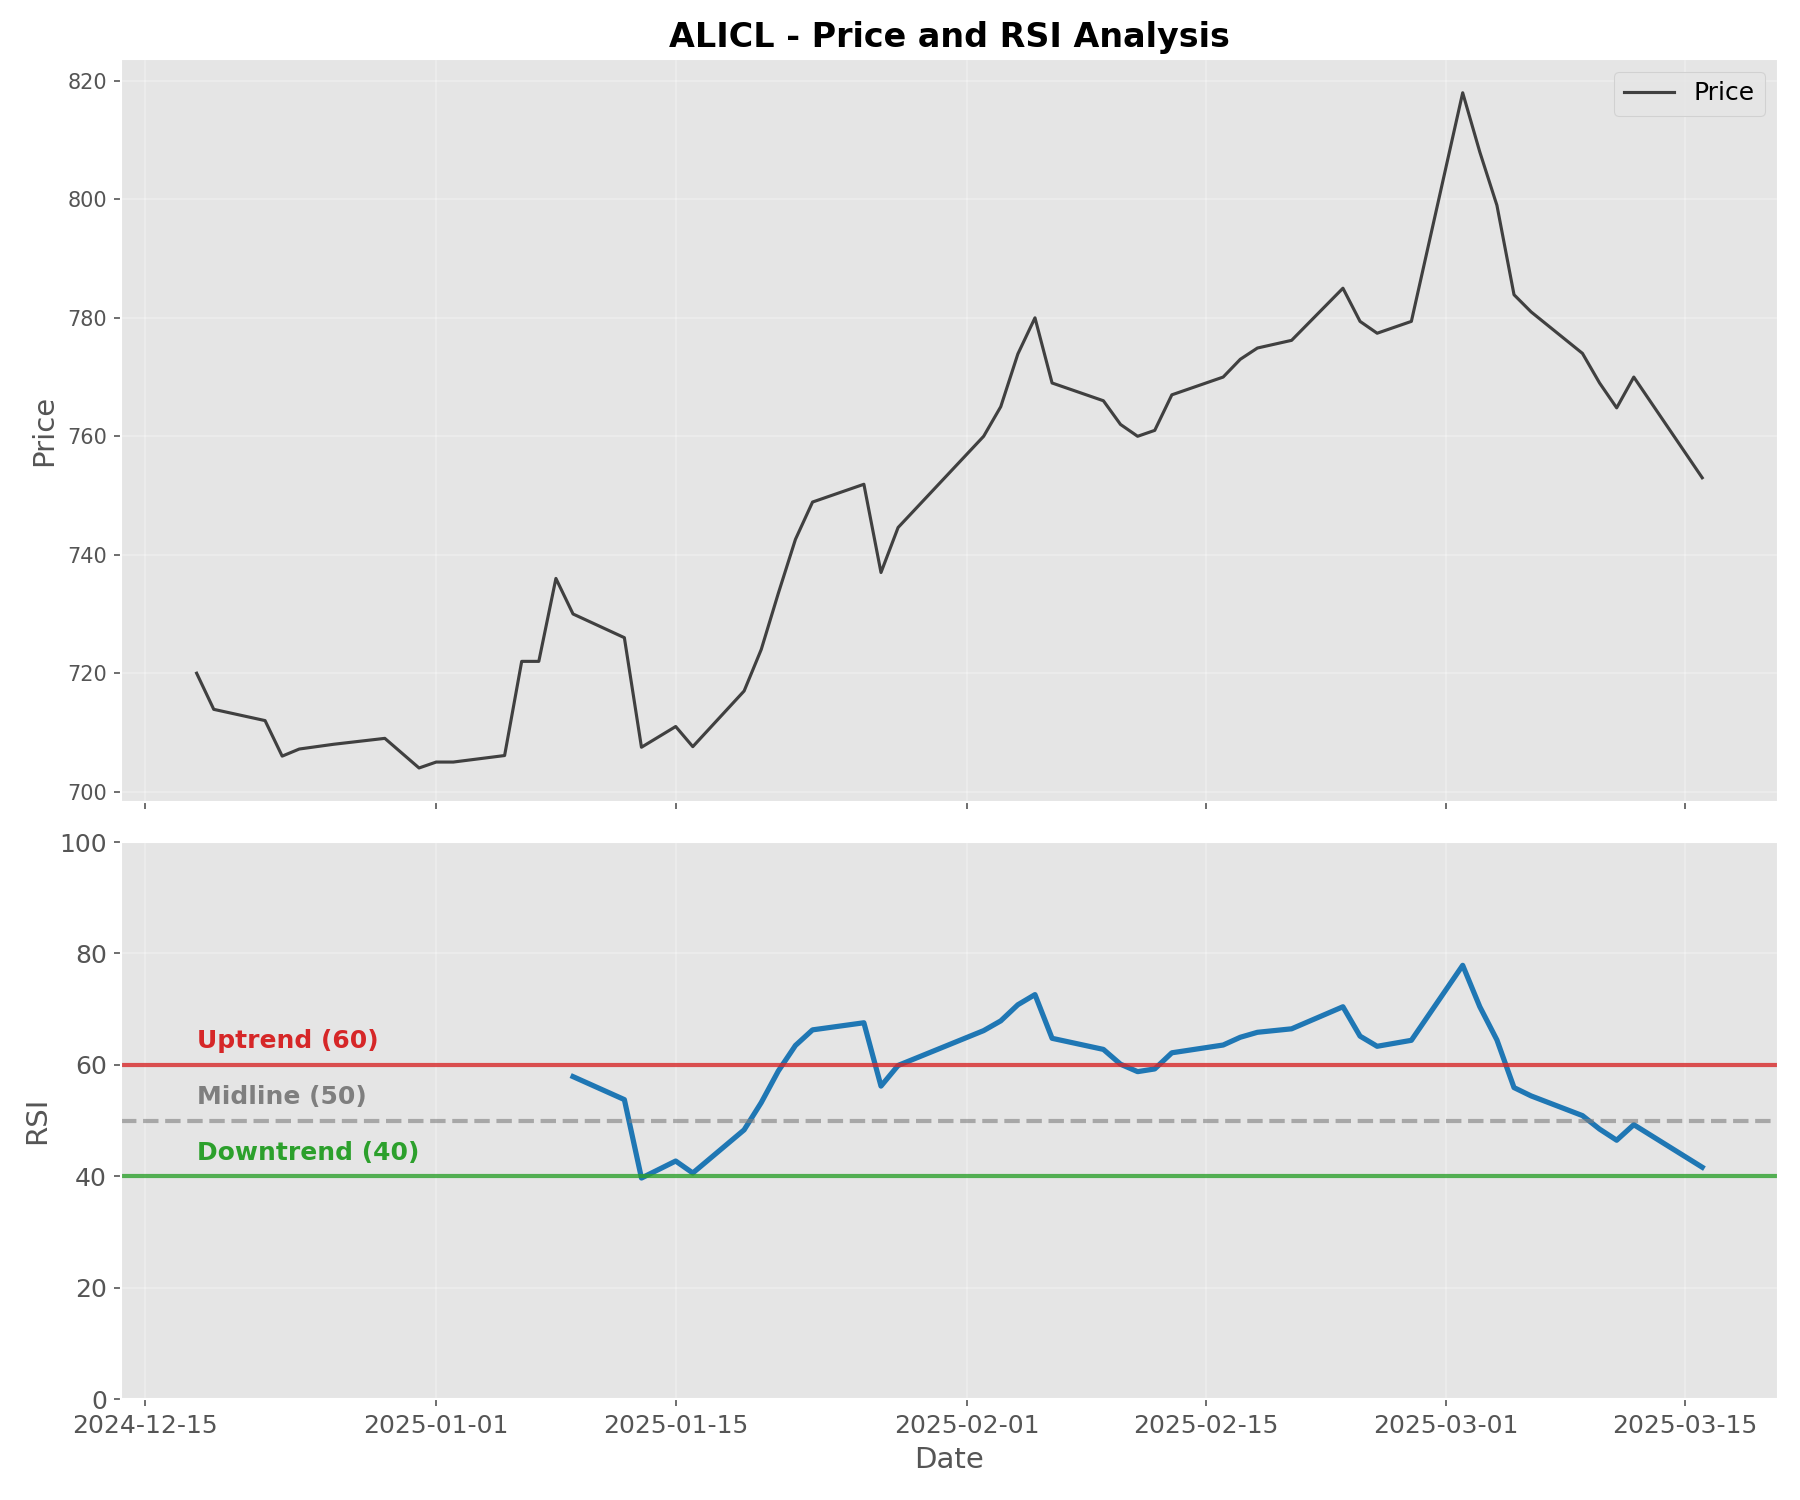 ALICL - Price and RSI Analysis
820
800
780
760
740
720
700
Price
Price
100
80
60
40
20
0
RSI
Uptrend (60)
Midline (50)
Downtrend (40)
2024-12-15
2025-01-01
2025-01-15
2025-02-01
2025-02-15
2025-03-01
2025-03-15
Date